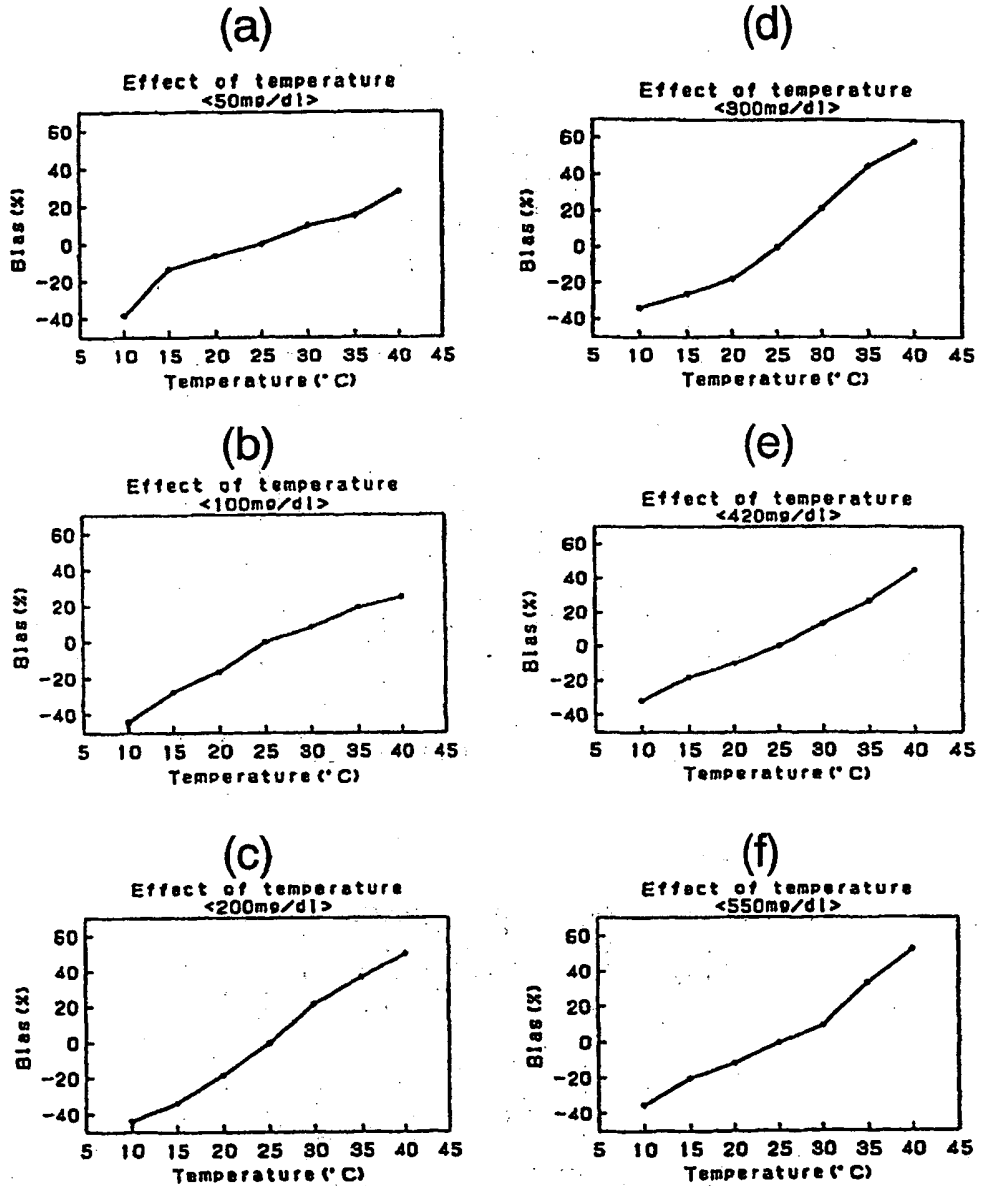 (a)
Effect of temperature
<50mg/dl>
60
40
20
0
-20
-40
Bias (%)
5 10 15 20 25 30 35 40 45
Temperature (°C)
(b)
Effect of temperature
<100mg/dl>
60
40
20
0
-20
-40
Bias (%)
5 10 15 20 25 30 35 40 45
Temperature (°C)
(c)
Effect of temperature
<200mg/dl>
60
40
20
0
-20
-40
Bias (%)
5 10 15 20 25 30 35 40 45
Temperature (°C)
(d)
Effect of temperature
<300mg/dl>
60
40
20
0
-20
-40
Bias (%)
5 10 15 20 25 30 35 40 45
Temperature (°C)
(e)
Effect of temperature
<420mg/dl>
60
40
20
0
-20
-40
Bias (%)
5 10 15 20 25 30 35 40 45
Temperature (°C)
(f)
Effect of temperature
<550mg/dl>
60
40
20
0
-20
-40
Bias (%)
5 10 15 20 25 30 35 40 45
Temperature (°C)